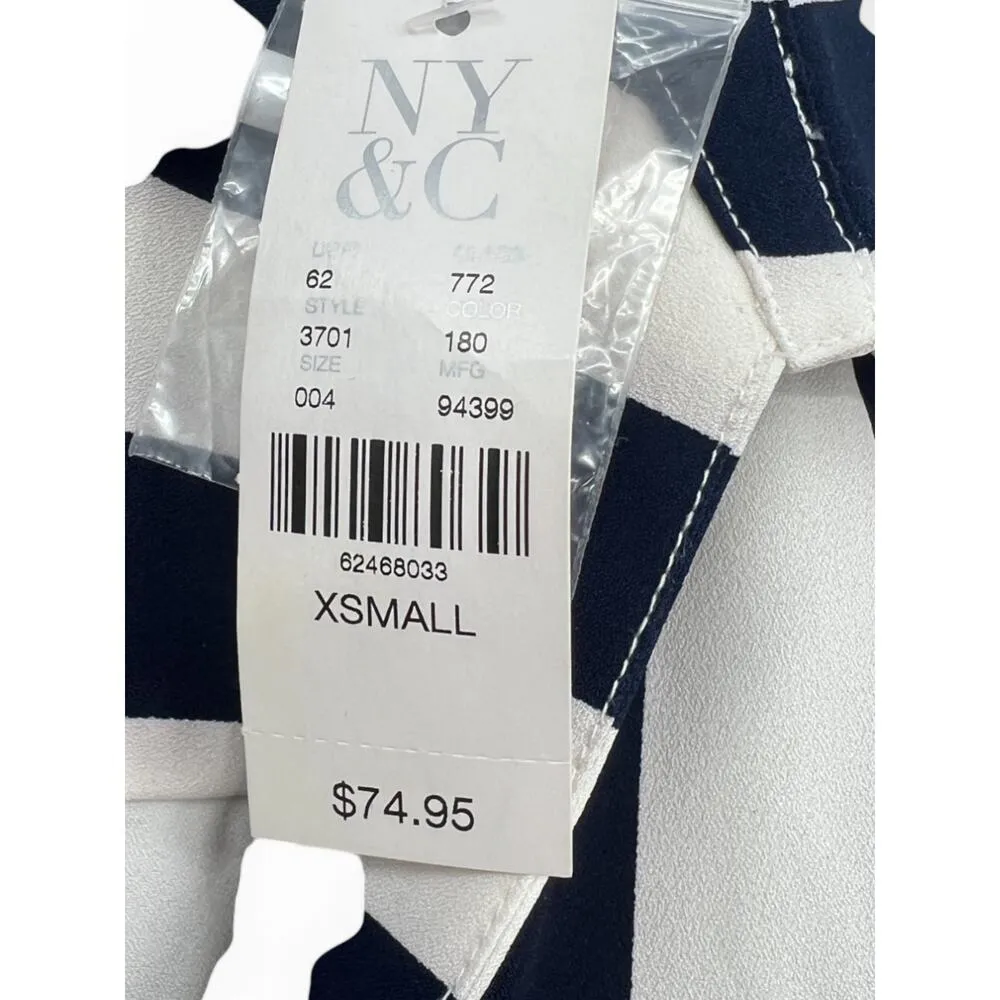 NY
&C
62 772
STYLE COLOR
3701 180
SIZE MFG
004 94399
62468033
XSMALL
$74.95